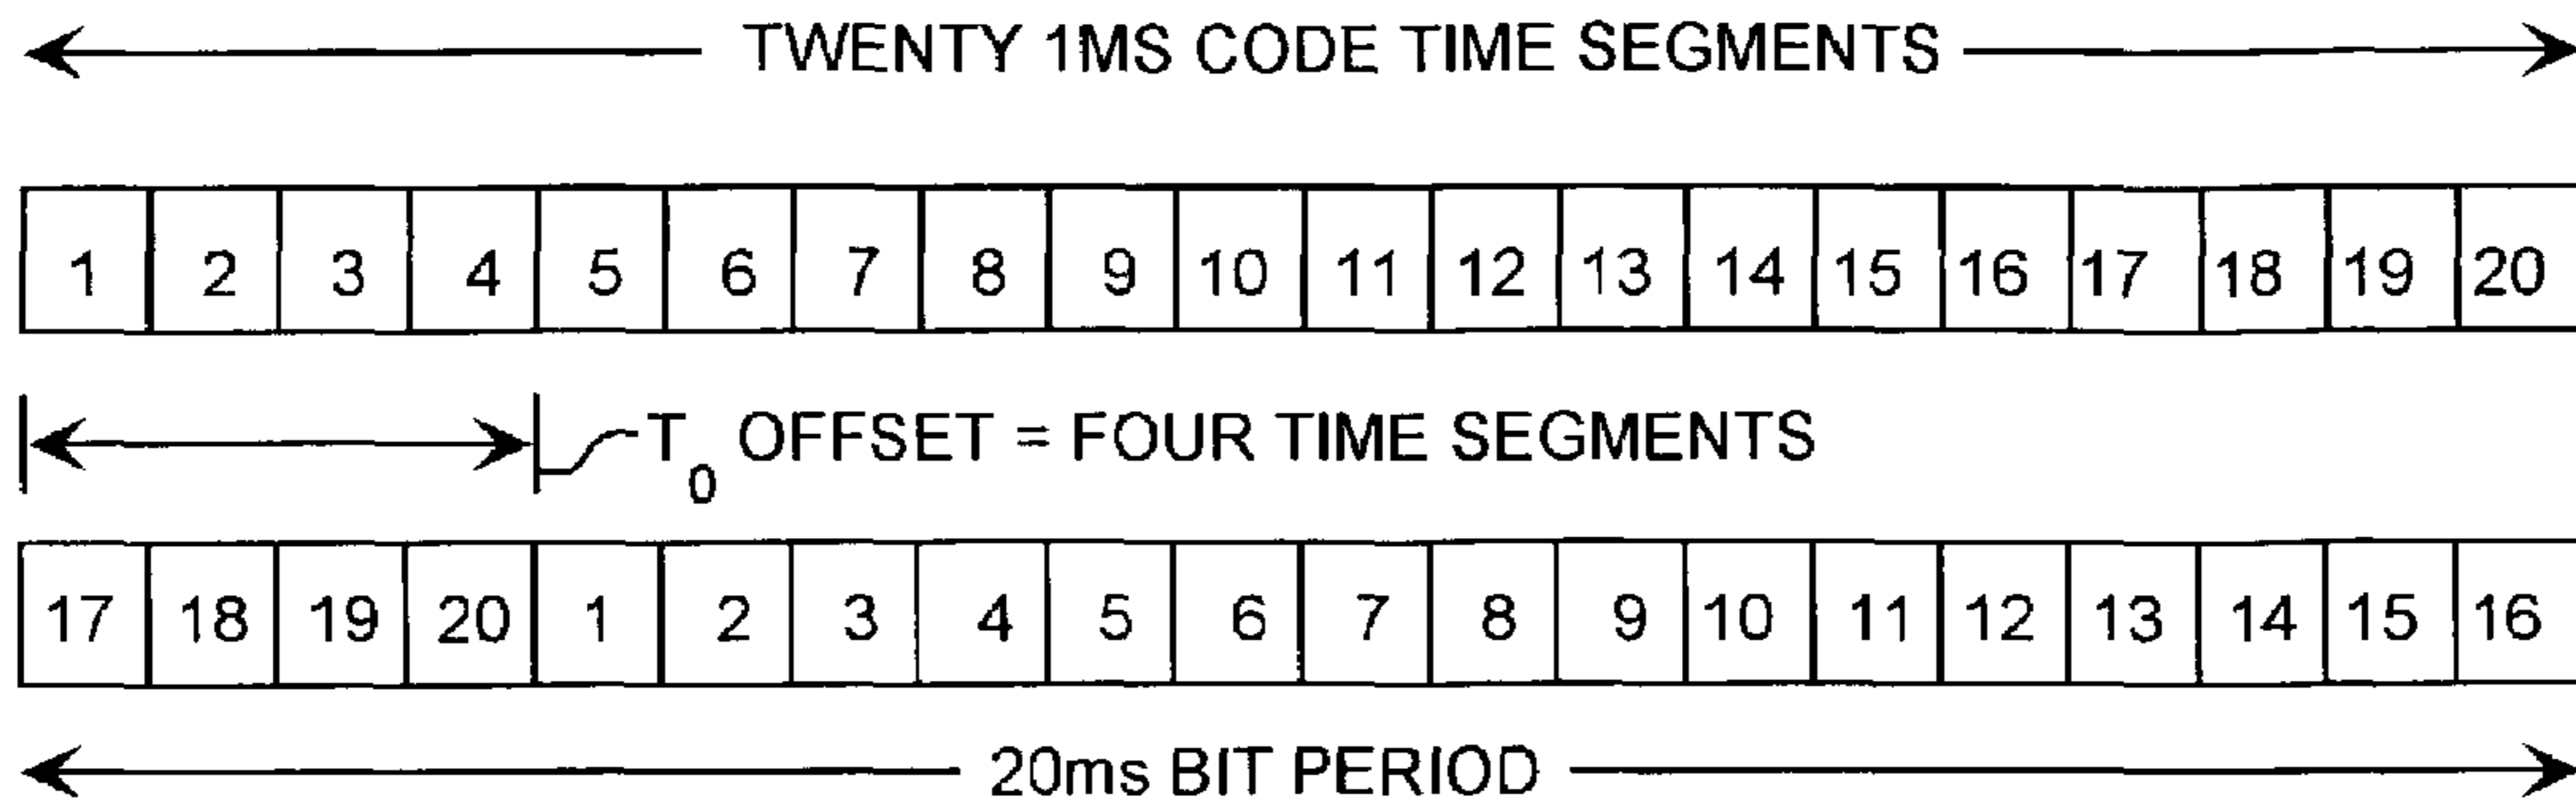 TWENTY 1MS CODE TIME SEGMENTS
1 2 3 4 5 6 7 8 9 10 11 12 13 14 15 16 17 18 19 20
T0 OFFSET = FOUR TIME SEGMENTS
17 18 19 20 1 2 3 4 5 6 7 8 9 10 11 12 13 14 15 16
20ms BIT PERIOD